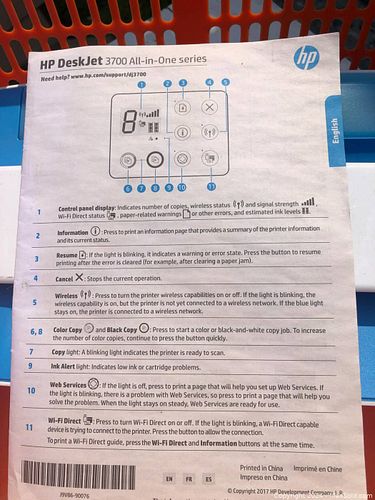 HP DeskJet 3700 All-in-One series
Need help? www.hp.com/support/dj3700
hp
English
1 2 3 4 5
8
6 7 8 9 10 11
1 Control panel display: Indicates number of copies, wireless status and signal strength
Wi-Fi Direct status , paper-related warnings or other errors, and estimated ink levels
2 Information : Press to print an information page that provides a summary of the printer information
and its current status.
3 Resume : If the light is blinking, it indicates a warning or error state. Press the button to resume
printing after the error is cleared (for example, after clearing a paper jam).
4 Cancel : Stops the current operation.
5 Wireless : Press to turn the printer wireless capabilities on or off. If the light is blinking, the
wireless capability is on, but the printer is not yet connected to a wireless network. If the blue light
stays on, the printer is connected to a wireless network.
6, 8 Color Copy and Black Copy : Press to start a color or black-and-white copy job. To increase
the number of copies, continue to press the button quickly.
7 Copy light: A blinking light indicates the printer is ready to scan.
9 Ink Alert light: Indicates low ink or cartridge problems.
10 Web Services : If the light is off, press to print a page that will help you set up Web Services. If
the light is blinking, there is a problem with Web Services, so press to print a page that will help you
solve the problem. When the light stays on steady, Web Services are ready for use.
11 Wi-Fi Direct : Press to turn Wi-Fi Direct on or off. If the light is blinking, a Wi-Fi Direct capable
device is trying to connect to the printer. Press the button to allow the connection.
To print a Wi-Fi Direct guide, press the Wi-Fi Direct and Information buttons at the same time.
J9V86-90076
EN FR ES
Printed in China Imprimé en Chine
Impreso en China
© Copyright 2017 HP Development Company, L.P.